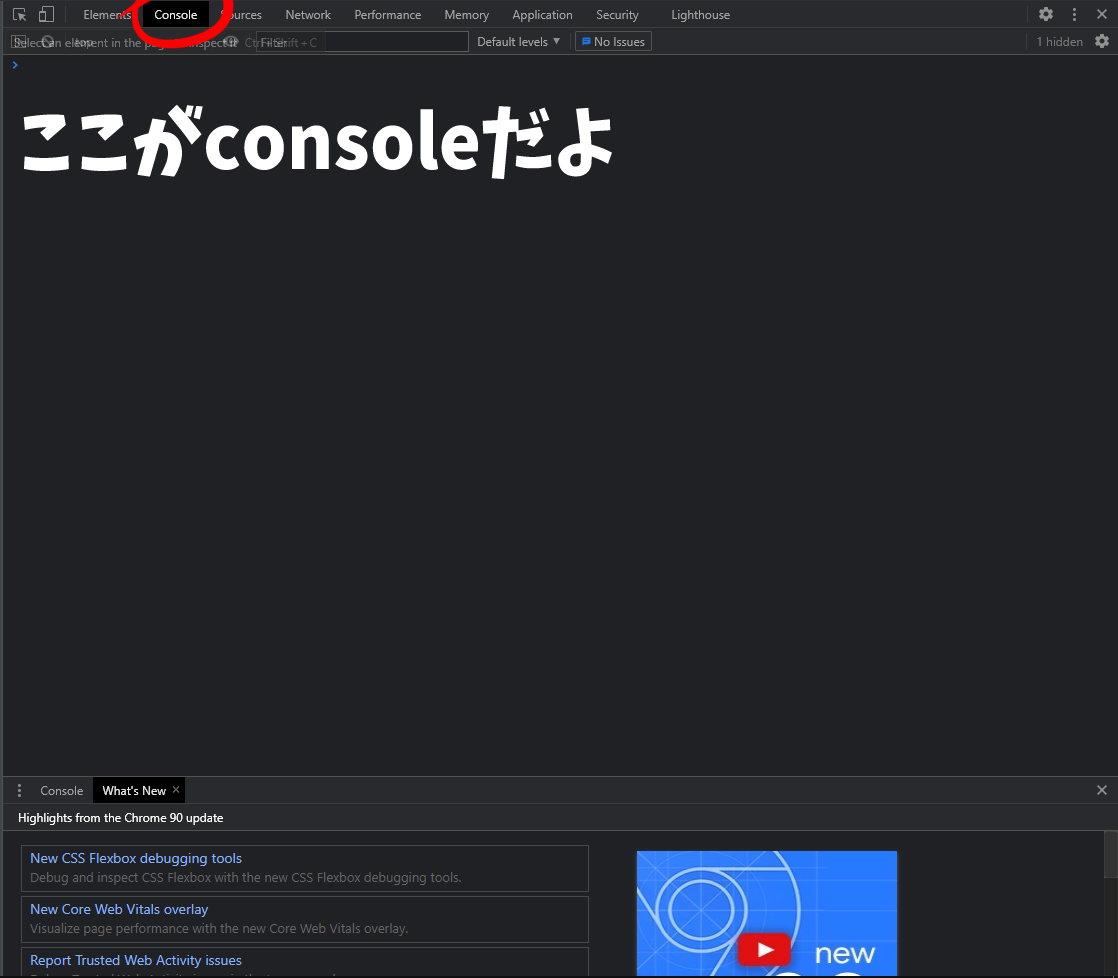 Elements Console Sources Network Performance Memory Application Security Lighthouse
Select an element in the page to inspect it Ctrl + Shift + C
top Filter Default levels ▼ No Issues 1 hidden
ここがconsoleだよ
Console What's New ×
Highlights from the Chrome 90 update
New CSS Flexbox debugging tools
Debug and inspect CSS Flexbox with the new CSS Flexbox debugging tools.
New Core Web Vitals overlay
Visualize page performance with the new Core Web Vitals overlay.
Report Trusted Web Activity issues
new